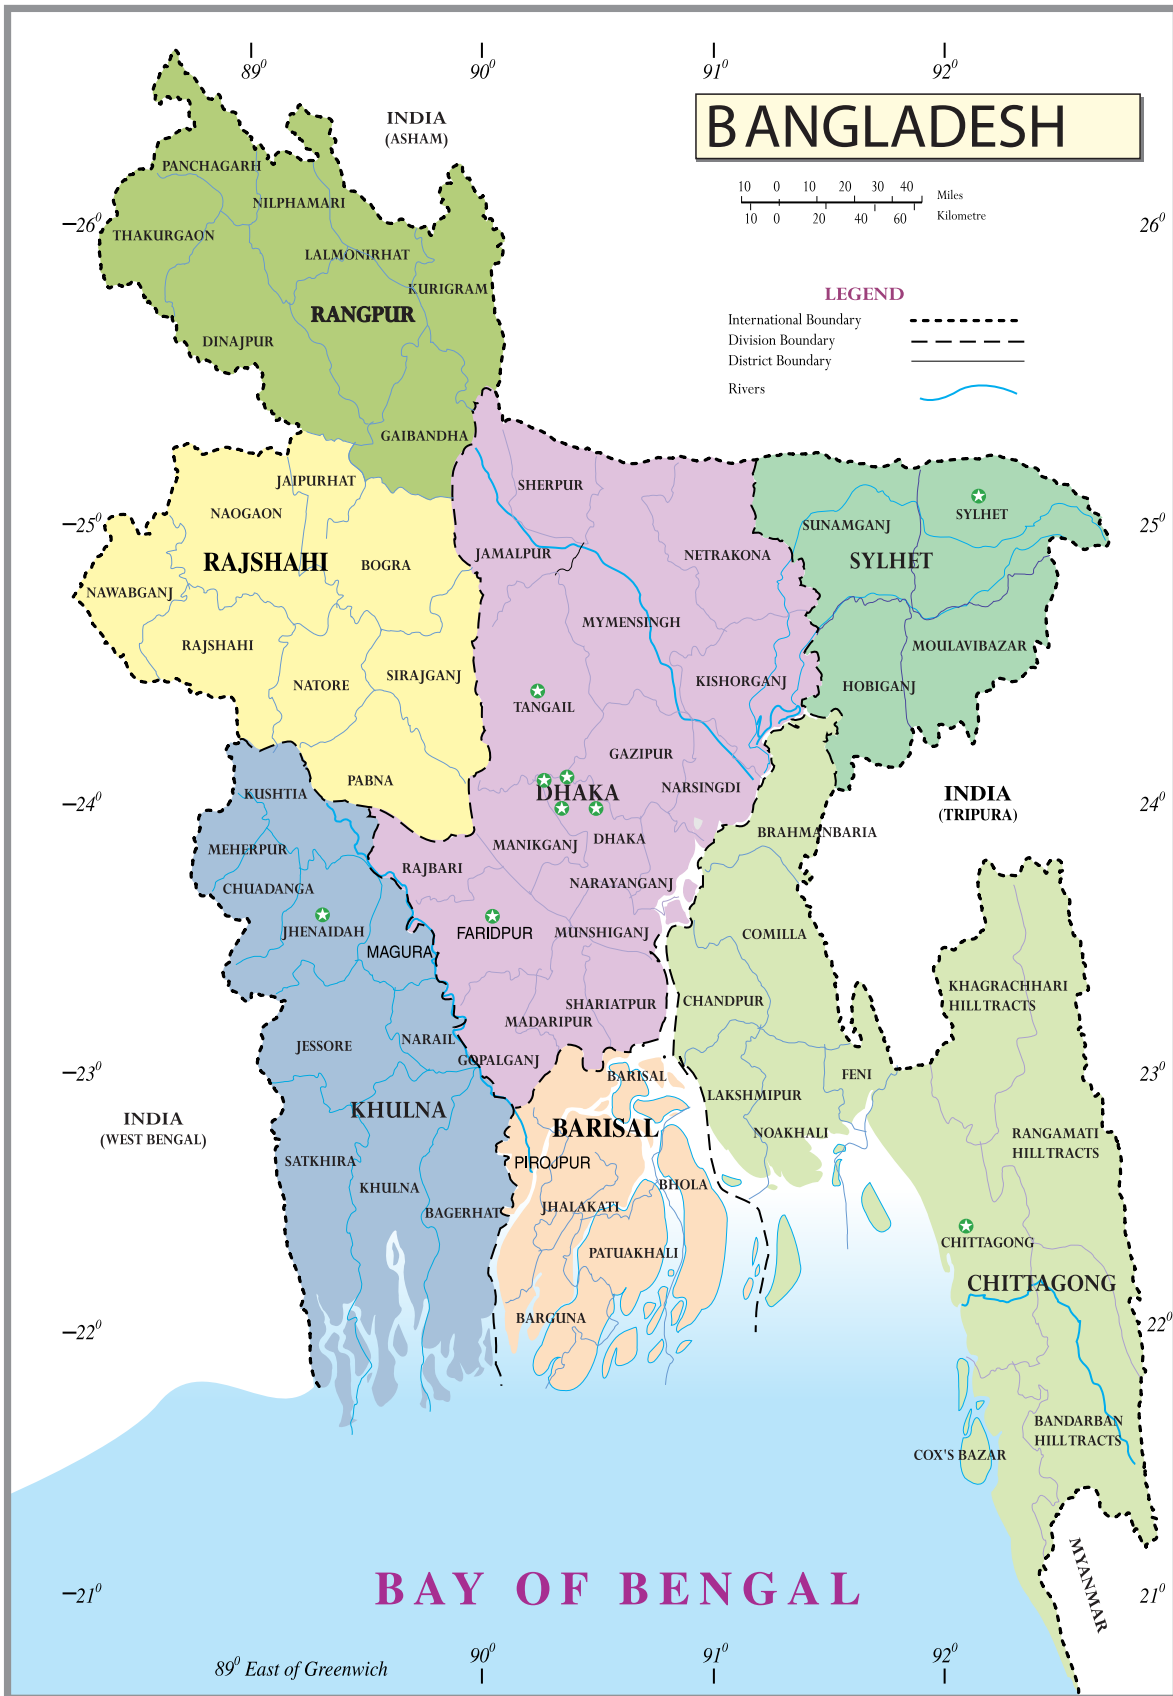 89⁰
90⁰
91⁰
92⁰
INDIA
(ASHAM)
BANGLADESH
10 0 10 20 30 40 Miles
10 0 20 40 60 Kilometre
26⁰
26⁰
LEGEND
International Boundary
Division Boundary
District Boundary
Rivers
PANCHAGARH
NILPHAMARI
THAKURGAON
LALMONIRHAT
KURIGRAM
RANGPUR
DINAJPUR
GAIBANDHA
JAIPURHAT
NAOGAON
25⁰
25⁰
RAJSHAHI
BOGRA
NAWABGANJ
RAJSHAHI
NATORE
SIRAJGANJ
PABNA
SHERPUR
JAMALPUR
NETRAKONA
MYMENSINGH
KISHORGANJ
TANGAIL
GAZIPUR
DHAKA
NARSINGDI
MANIKGANJ
DHAKA
RAJBARI
NARAYANGANJ
FARIDPUR
MUNSHIGANJ
SHARIATPUR
MADARIPUR
GOPALGANJ
SUNAMGANJ
SYLHET
SYLHET
MOULAVIBAZAR
HOBIGANJ
24⁰
24⁰
INDIA
(TRIPURA)
KUSHTIA
MEHERPUR
CHUADANGA
JHENAIDAH
MAGURA
JESSORE
NARAIL
KHULNA
SATKHIRA
KHULNA
BAGERHAT
23⁰
23⁰
INDIA
(WEST BENGAL)
BARISAL
BARISAL
PIROJPUR
BHOLA
JHALAKATI
PATUAKHALI
BARGUNA
BRAHMANBARIA
COMILLA
CHANDPUR
FENI
LAKSHMIPUR
NOAKHALI
KHAGRACHHARI
HILL TRACTS
RANGAMATI
HILL TRACTS
CHITTAGONG
CHITTAGONG
22⁰
22⁰
BANDARBAN
HILL TRACTS
COX'S BAZAR
MYANMAR
BAY OF BENGAL
21⁰
21⁰
89⁰ East of Greenwich
90⁰
91⁰
92⁰